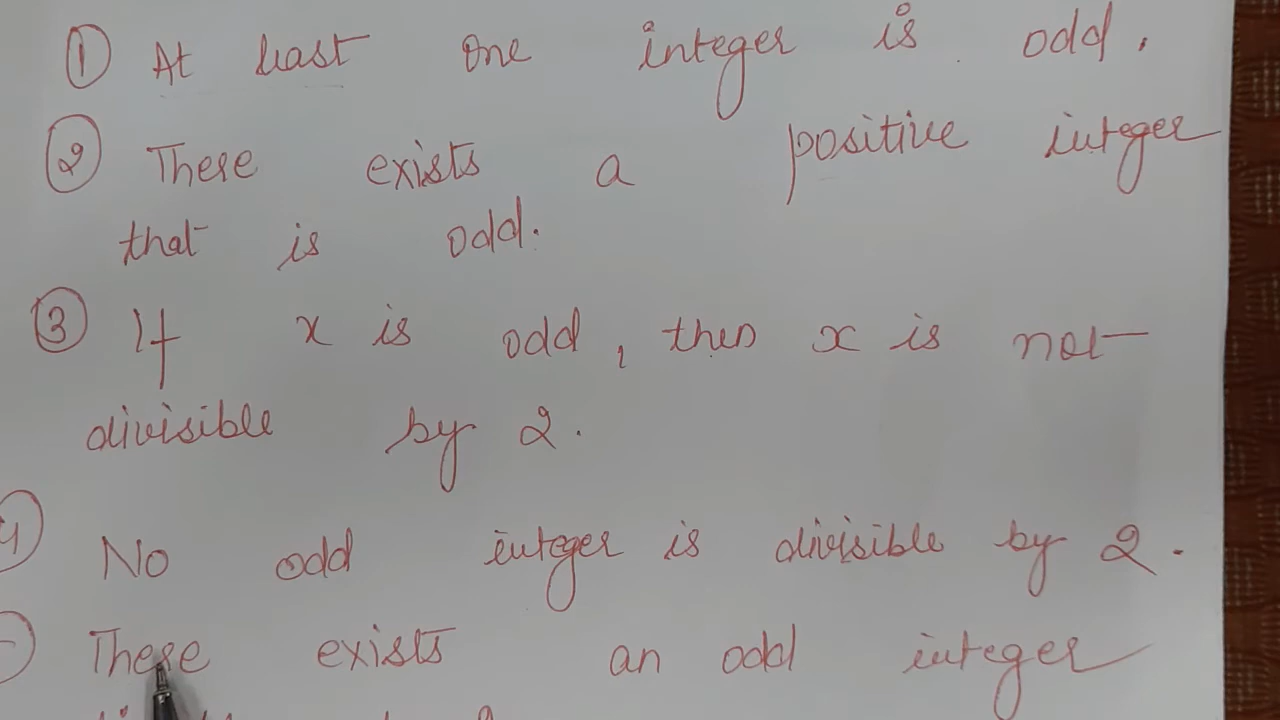 ① At least one integer is odd.
② There exists a positive integer
that is odd.
③ If x is odd, then x is not
divisible by 2.
4 No odd integer is divisible by 2.
There exists an odd integer